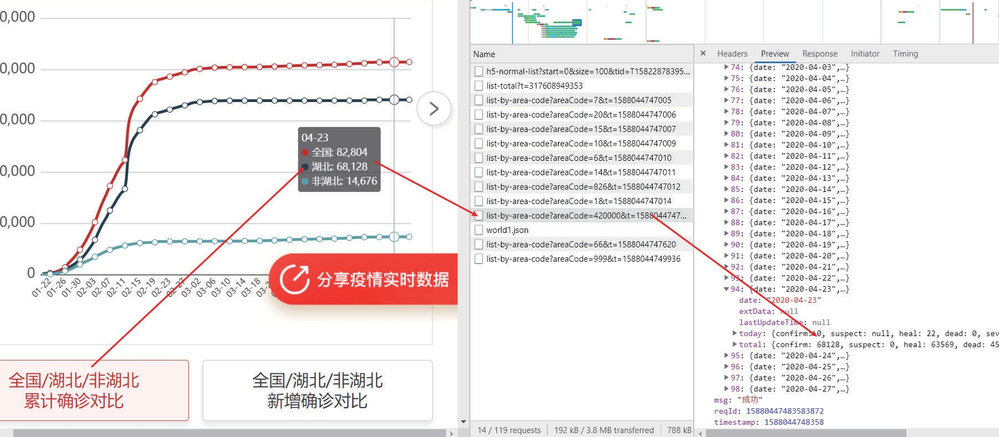 0,000
0,000
0,000
0,000
0,000
0
01-22
01-26
01-30
02-03
02-07
02-11
02-15
02-19
02-23
02-27
03-02
03-06
03-10
03-14
03-18
04-23
全国: 82,804
湖北: 68,128
非湖北: 14,676
分享疫情实时数据
全国/湖北/非湖北
累计确诊对比
全国/湖北/非湖北
新增确诊对比
Name
h5-normal-list?start=0&size=100&tid=T15822878395...
list-total?t=317608949353
list-by-area-code?areaCode=7&t=1588044747005
list-by-area-code?areaCode=20&t=1588044747006
list-by-area-code?areaCode=15&t=1588044747007
list-by-area-code?areaCode=10&t=1588044747009
list-by-area-code?areaCode=6&t=1588044747010
list-by-area-code?areaCode=14&t=1588044747011
list-by-area-code?areaCode=826&t=1588044747012
list-by-area-code?areaCode=1&t=1588044747014
list-by-area-code?areaCode=420000&t=1588044747...
world1.json
list-by-area-code?areaCode=66&t=1588044747620
list-by-area-code?areaCode=999&t=1588044749936
14 / 119 requests 192 kB / 3.8 MB transferred 788 kB
× Headers Preview Response Initiator Timing
74: {date: "2020-04-03",…}
75: {date: "2020-04-04",…}
76: {date: "2020-04-05",…}
77: {date: "2020-04-06",…}
78: {date: "2020-04-07",…}
79: {date: "2020-04-08",…}
80: {date: "2020-04-09",…}
81: {date: "2020-04-10",…}
82: {date: "2020-04-11",…}
83: {date: "2020-04-12",…}
84: {date: "2020-04-13",…}
85: {date: "2020-04-14",…}
86: {date: "2020-04-15",…}
87: {date: "2020-04-16",…}
88: {date: "2020-04-17",…}
89: {date: "2020-04-18",…}
90: {date: "2020-04-19",…}
91: {date: "2020-04-20",…}
92: {date: "2020-04-21",…}
93: {date: "2020-04-22",…}
94: {date: "2020-04-23",…}
date: "2020-04-23"
extData: null
lastUpdateTime: null
today: {confirm: 0, suspect: null, heal: 22, dead: 0, sev
total: {confirm: 68128, suspect: 0, heal: 63569, dead: 45
95: {date: "2020-04-24",…}
96: {date: "2020-04-25",…}
97: {date: "2020-04-26",…}
98: {date: "2020-04-27",…}
msg: "成功"
reqId: 15880447483583872
timestamp: 1588044748358